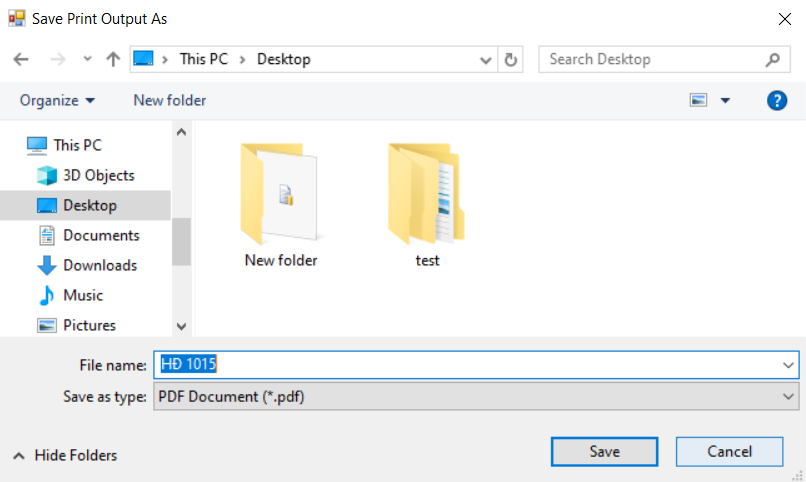 Save Print Output As
This PC > Desktop
Search Desktop
Organize
New folder
This PC
3D Objects
Desktop
Documents
Downloads
Music
Pictures
New folder
test
File name: HĐ 1015
Save as type: PDF Document (*.pdf)
Hide Folders
Save
Cancel